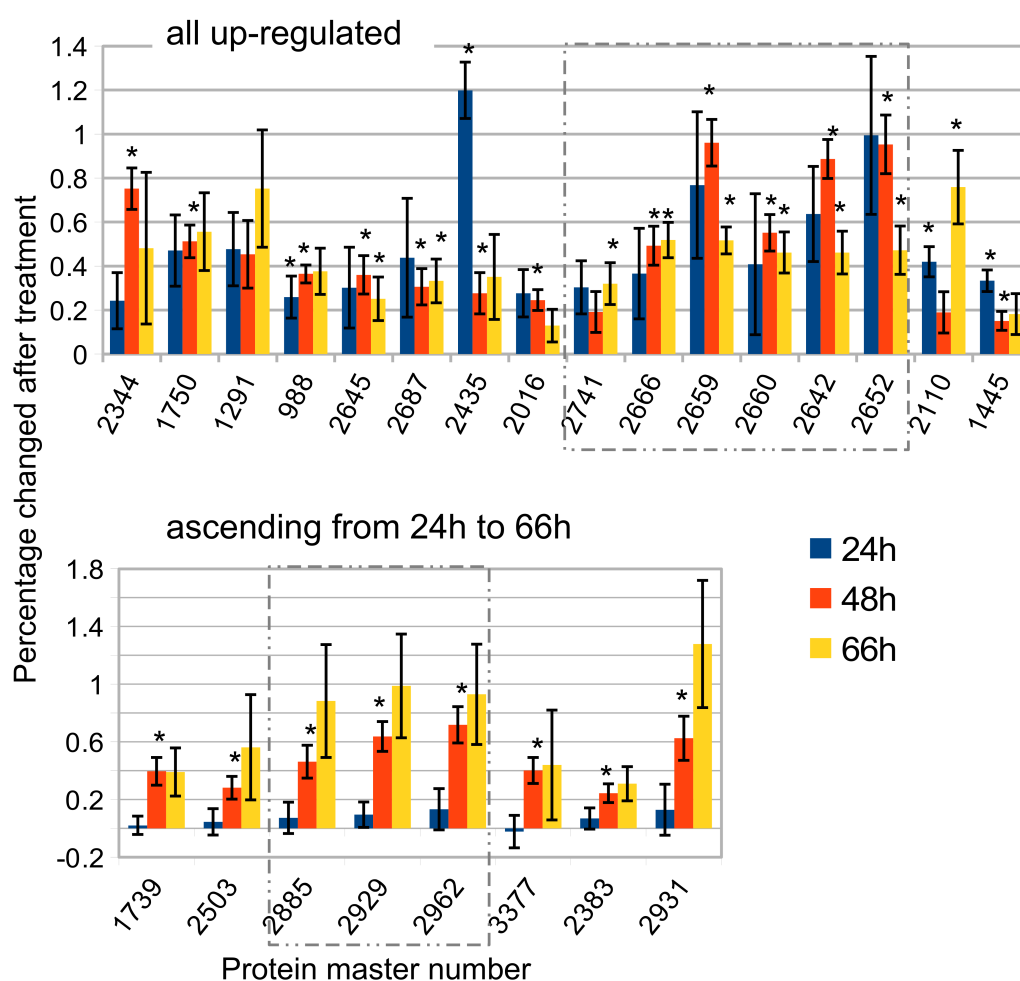 all up-regulated
Percentage changed after treatment
1.4
1.2
1
0.8
0.6
0.4
0.2
0
* * * * * * * * * * * * * * * * * * * * * * * * * * *
2344 1750 1291 988 2645 2687 2435 2016 2741 2666 2659 2660 2642 2652 2110 1445
ascending from 24h to 66h
1.8
1.4
1
0.6
0.2
-0.2
* * * * * * * *
1739 2503 2885 2929 2962 3377 2383 2931
Protein master number
24h
48h
66h